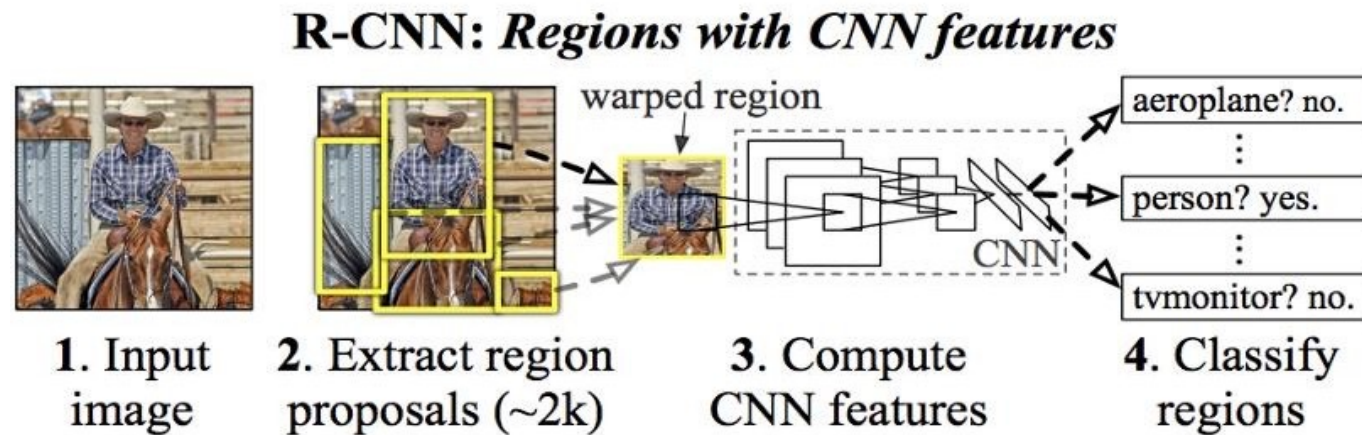 R-CNN: Regions with CNN features
warped region
aeroplane? no.
person? yes.
tvmonitor? no.
CNN
1. Input
image
2. Extract region
proposals (~2k)
3. Compute
CNN features
4. Classify
regions